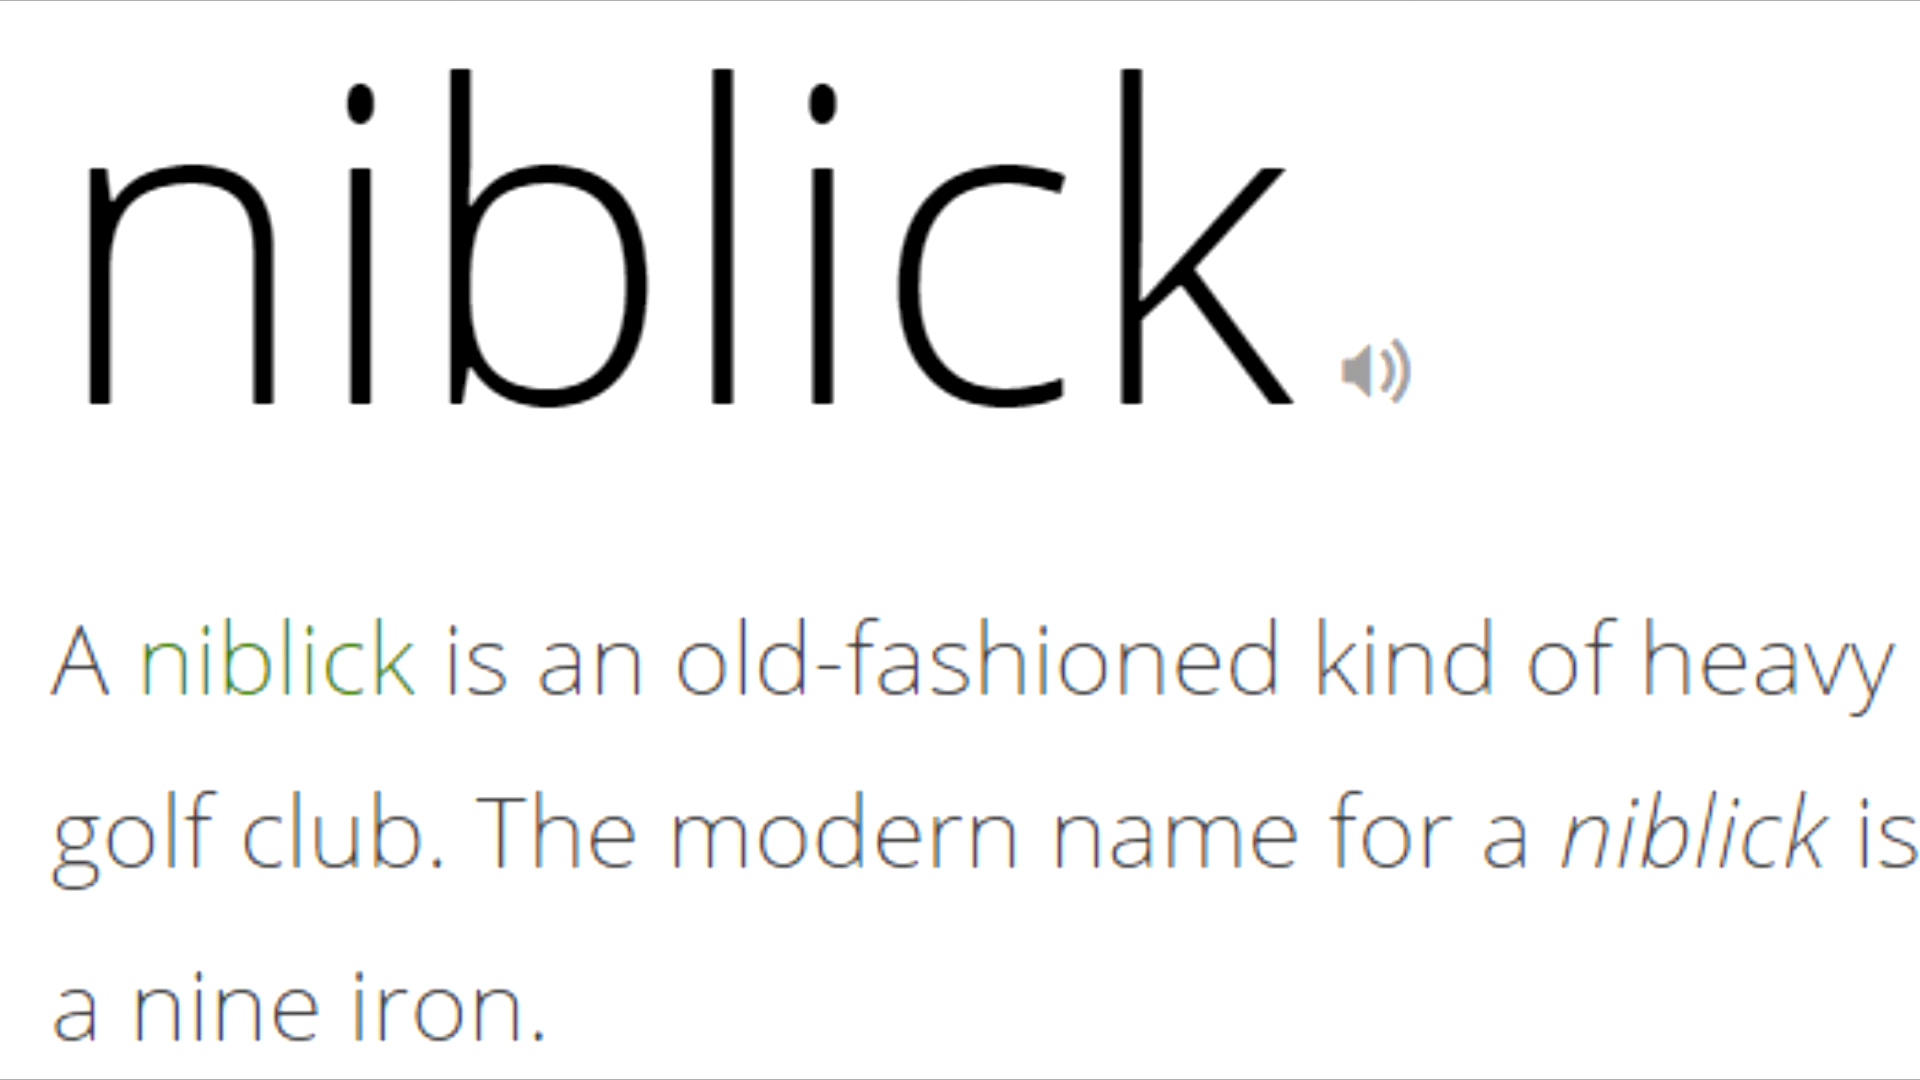 niblick
A niblick is an old-fashioned kind of heavy
golf club. The modern name for a niblick is
a nine iron.